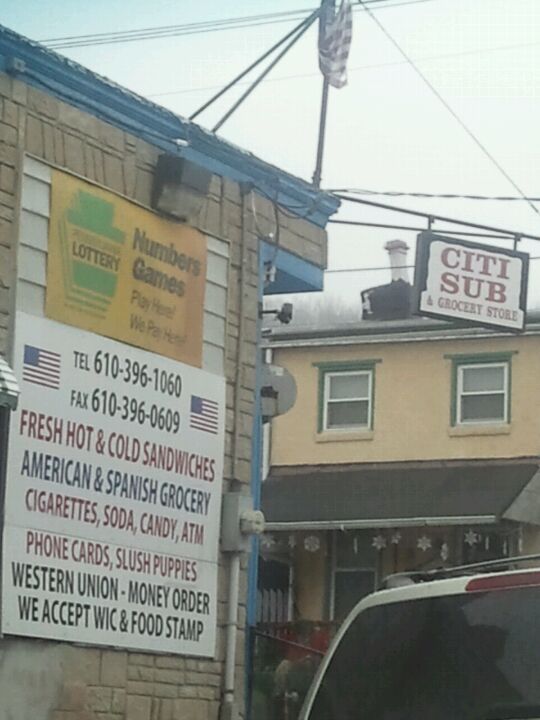 Pennsylvania
LOTTERY
Numbers
Games
Play Here!
We Pay Here!
CITI
SUB
& GROCERY STORE
TEL 610-396-1060
FAX 610-396-0609
FRESH HOT & COLD SANDWICHES
AMERICAN & SPANISH GROCERY
CIGARETTES, SODA, CANDY, ATM
PHONE CARDS, SLUSH PUPPIES
WESTERN UNION - MONEY ORDER
WE ACCEPT WIC & FOOD STAMP